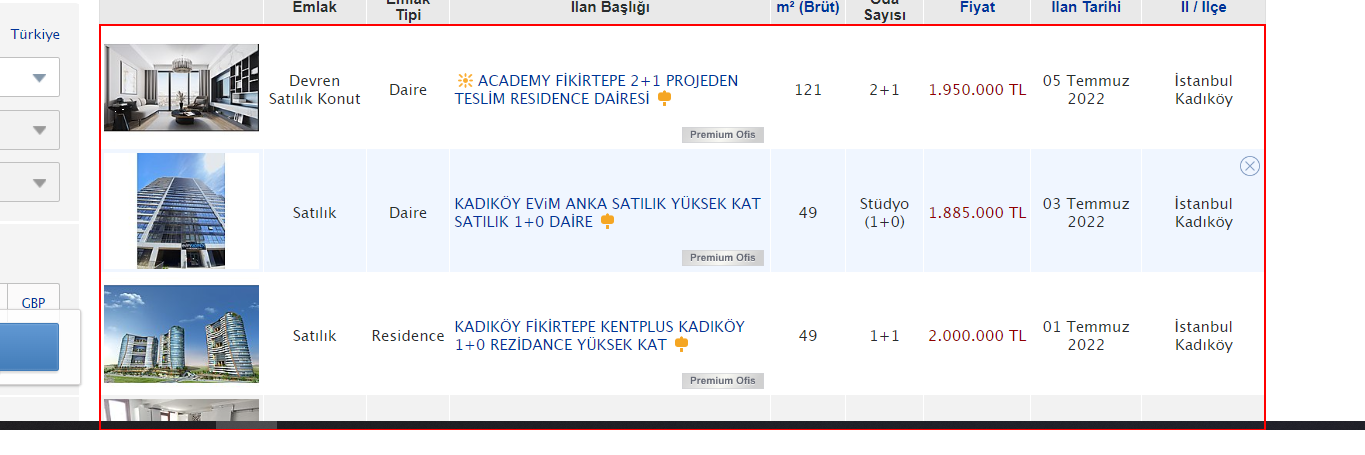 Emlak
Emlak
Tipi
İlan Başlığı
m² (Brüt)
Oda
Sayısı
Fiyat
İlan Tarihi
İl / İlçe
Türkiye
Devren
Satılık Konut
Daire
ACADEMY FİKİRTEPE 2+1 PROJEDEN
TESLİM RESIDENCE DAİRESİ
Premium Ofis
121
2+1
1.950.000 TL
05 Temmuz
2022
İstanbul
Kadıköy
Satılık
Daire
KADIKÖY EViM ANKA SATILIK YÜKSEK KAT
SATILIK 1+0 DAİRE
Premium Ofis
49
Stüdyo
(1+0)
1.885.000 TL
03 Temmuz
2022
İstanbul
Kadıköy
GBP
Satılık
Residence
KADIKÖY FİKİRTEPE KENTPLUS KADIKÖY
1+0 REZİDANCE YÜKSEK KAT
Premium Ofis
49
1+1
2.000.000 TL
01 Temmuz
2022
İstanbul
Kadıköy